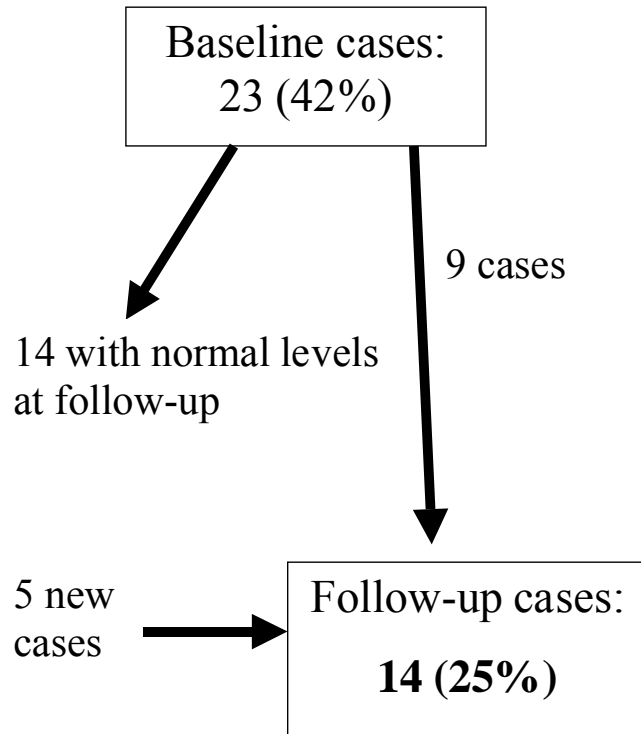 Baseline cases:
23 (42%)
9 cases
14 with normal levels
at follow-up
5 new
cases
Follow-up cases:
14 (25%)